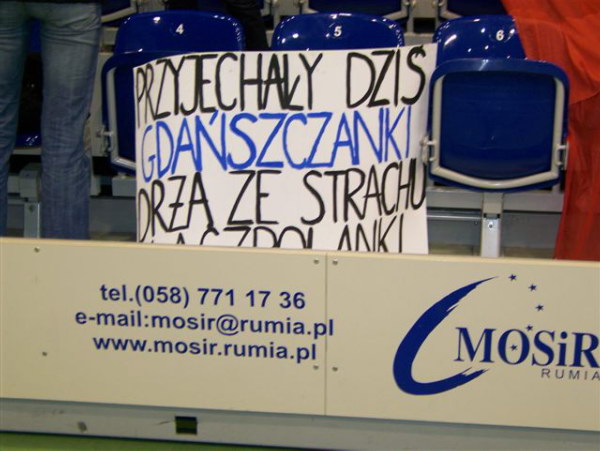 4 5 6
PRZYJECHAŁY DZIŚ
GDAŃSZCZANKI
DRŻĄ ZE STRACHU
tel.(058) 771 17 36
e-mail:mosir@rumia.pl
www.mosir.rumia.pl
MOSiR
RUMIA